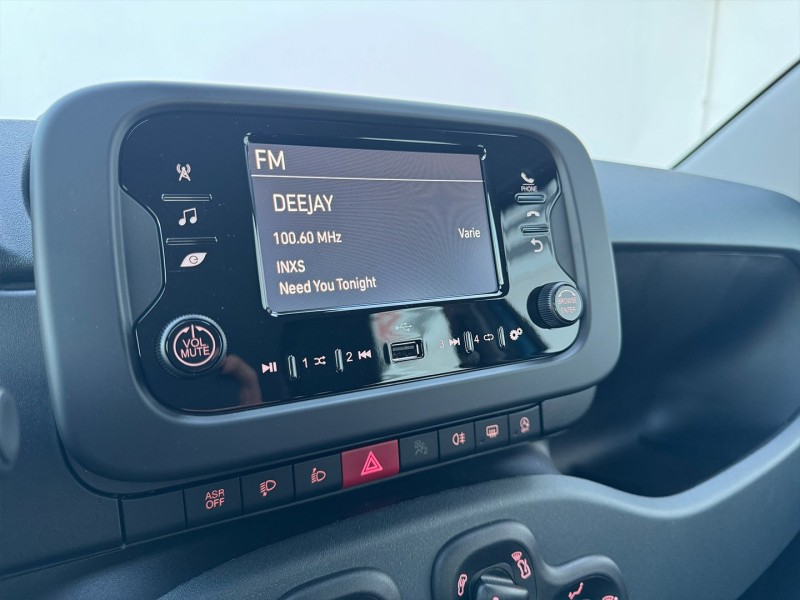 FM
DEEJAY
100.60 MHz Varie
INXS
Need You Tonight
PHONE
VOL
MUTE
BROWSE
ENTER
1 2 3 4
ASR
OFF